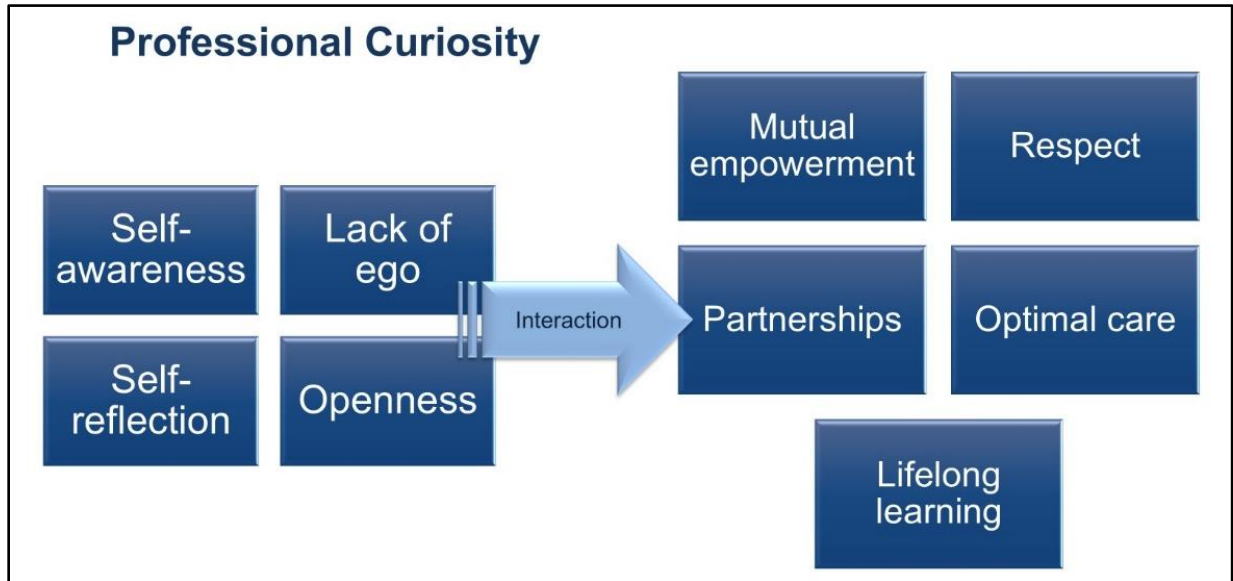 Professional Curiosity
Self-
awareness
Lack of
ego
Self-
reflection
Openness
Interaction
Mutual
empowerment
Respect
Partnerships
Optimal care
Lifelong
learning